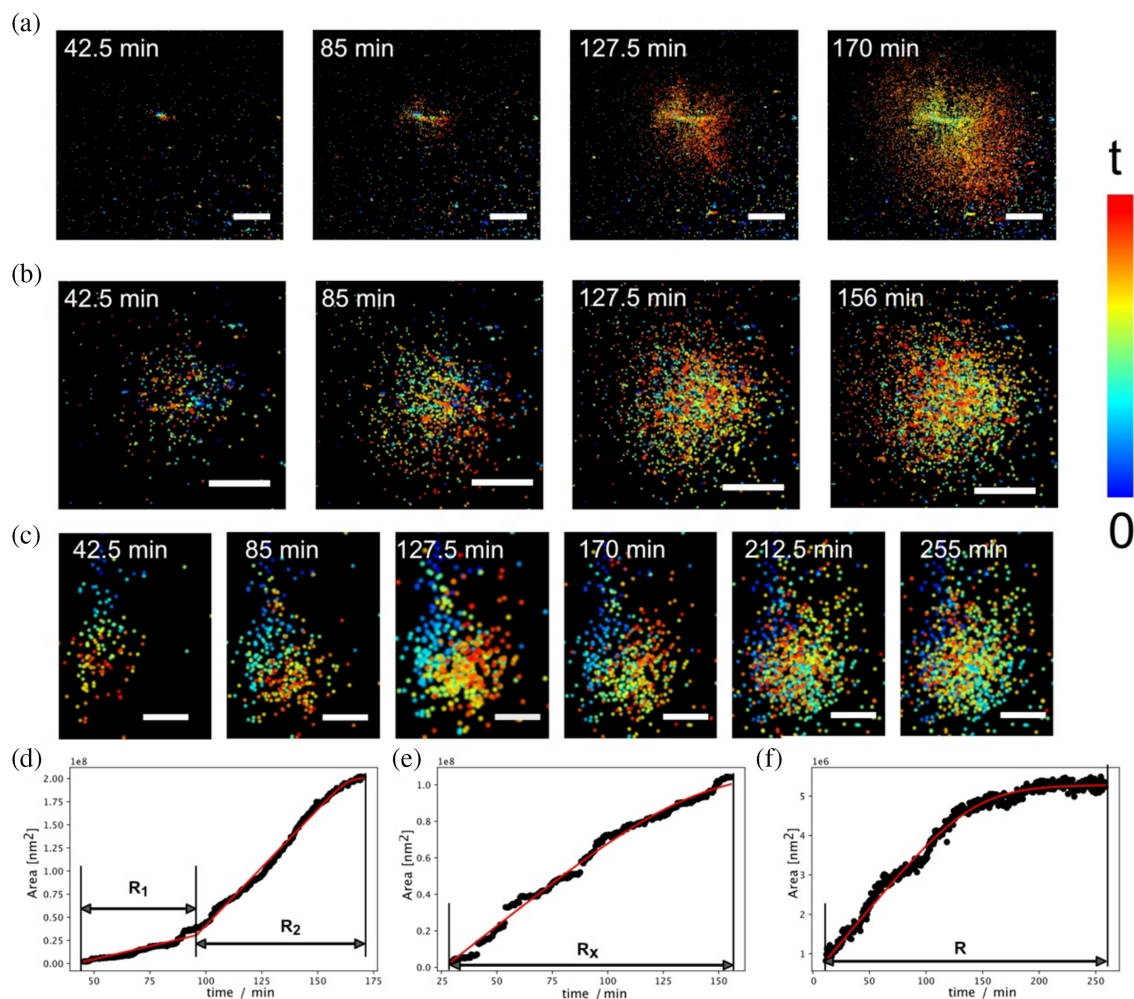 (a)
42.5 min
85 min
127.5 min
170 min
t
(b)
42.5 min
85 min
127.5 min
156 min
0
(c)
42.5 min
85 min
127.5 min
170 min
212.5 min
255 min
(d)
1e8
Area [nm²]
2.00
1.75
1.50
1.25
1.00
0.75
0.50
0.25
0.00
R₁
R₂
50
75
100
125
150
175
time / min
(e)
1e8
Area [nm²]
1.0
0.8
0.6
0.4
0.2
0.0
Rₓ
50
75
100
125
150
time / min
(f)
1e6
Area [nm²]
5
4
3
2
1
R
0
50
100
150
200
250
time / min